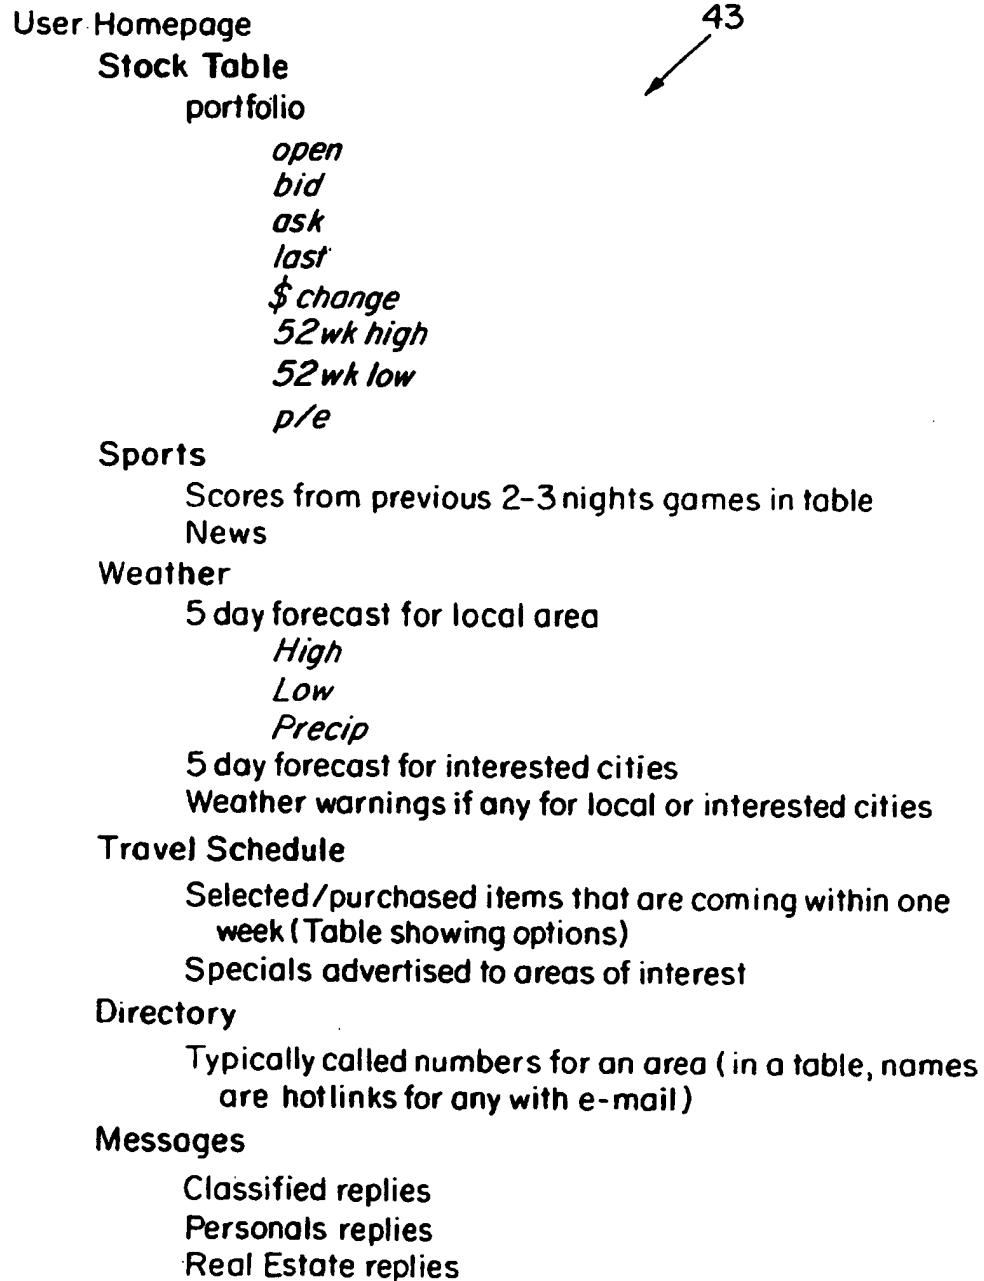 User Homepage
43
Stock Table
portfolio
open
bid
ask
last
$ change
52wk high
52wk low
p/e
Sports
Scores from previous 2-3 nights games in table
News
Weather
5 day forecast for local area
High
Low
Precip
5 day forecast for interested cities
Weather warnings if any for local or interested cities
Travel Schedule
Selected/purchased items that are coming within one
week (Table showing options)
Specials advertised to areas of interest
Directory
Typically called numbers for an area (in a table, names
are hotlinks for any with e-mail)
Messages
Classified replies
Personals replies
Real Estate replies